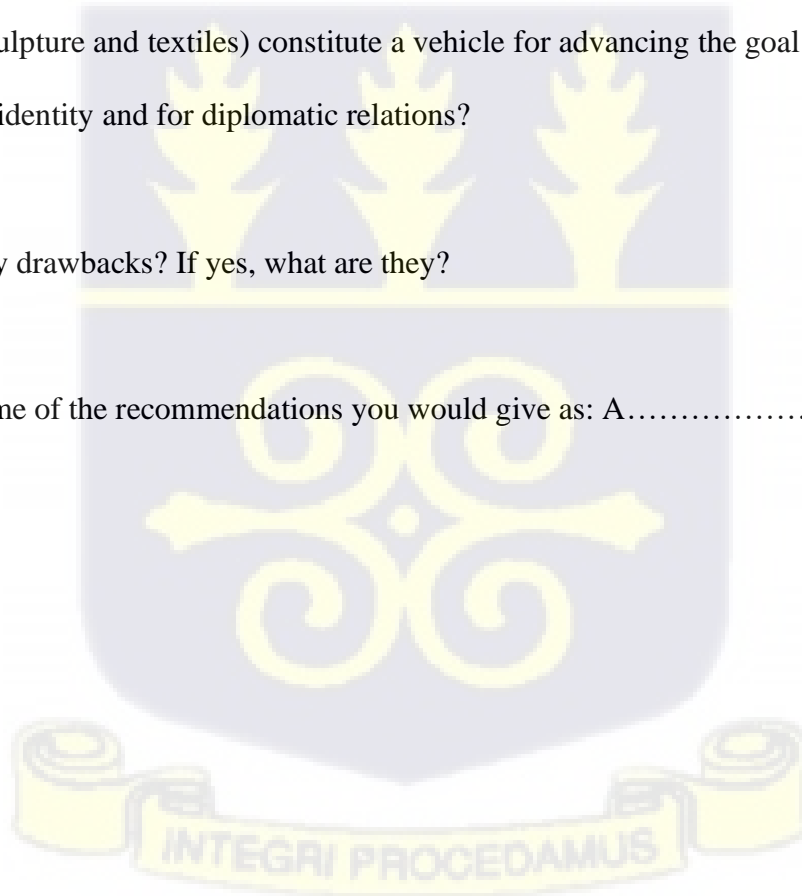 ulpture and textiles) constitute a vehicle for advancing the goal
identity and for diplomatic relations?
y drawbacks? If yes, what are they?
me of the recommendations you would give as: A………………
INTEGRI PROCEDAMUS